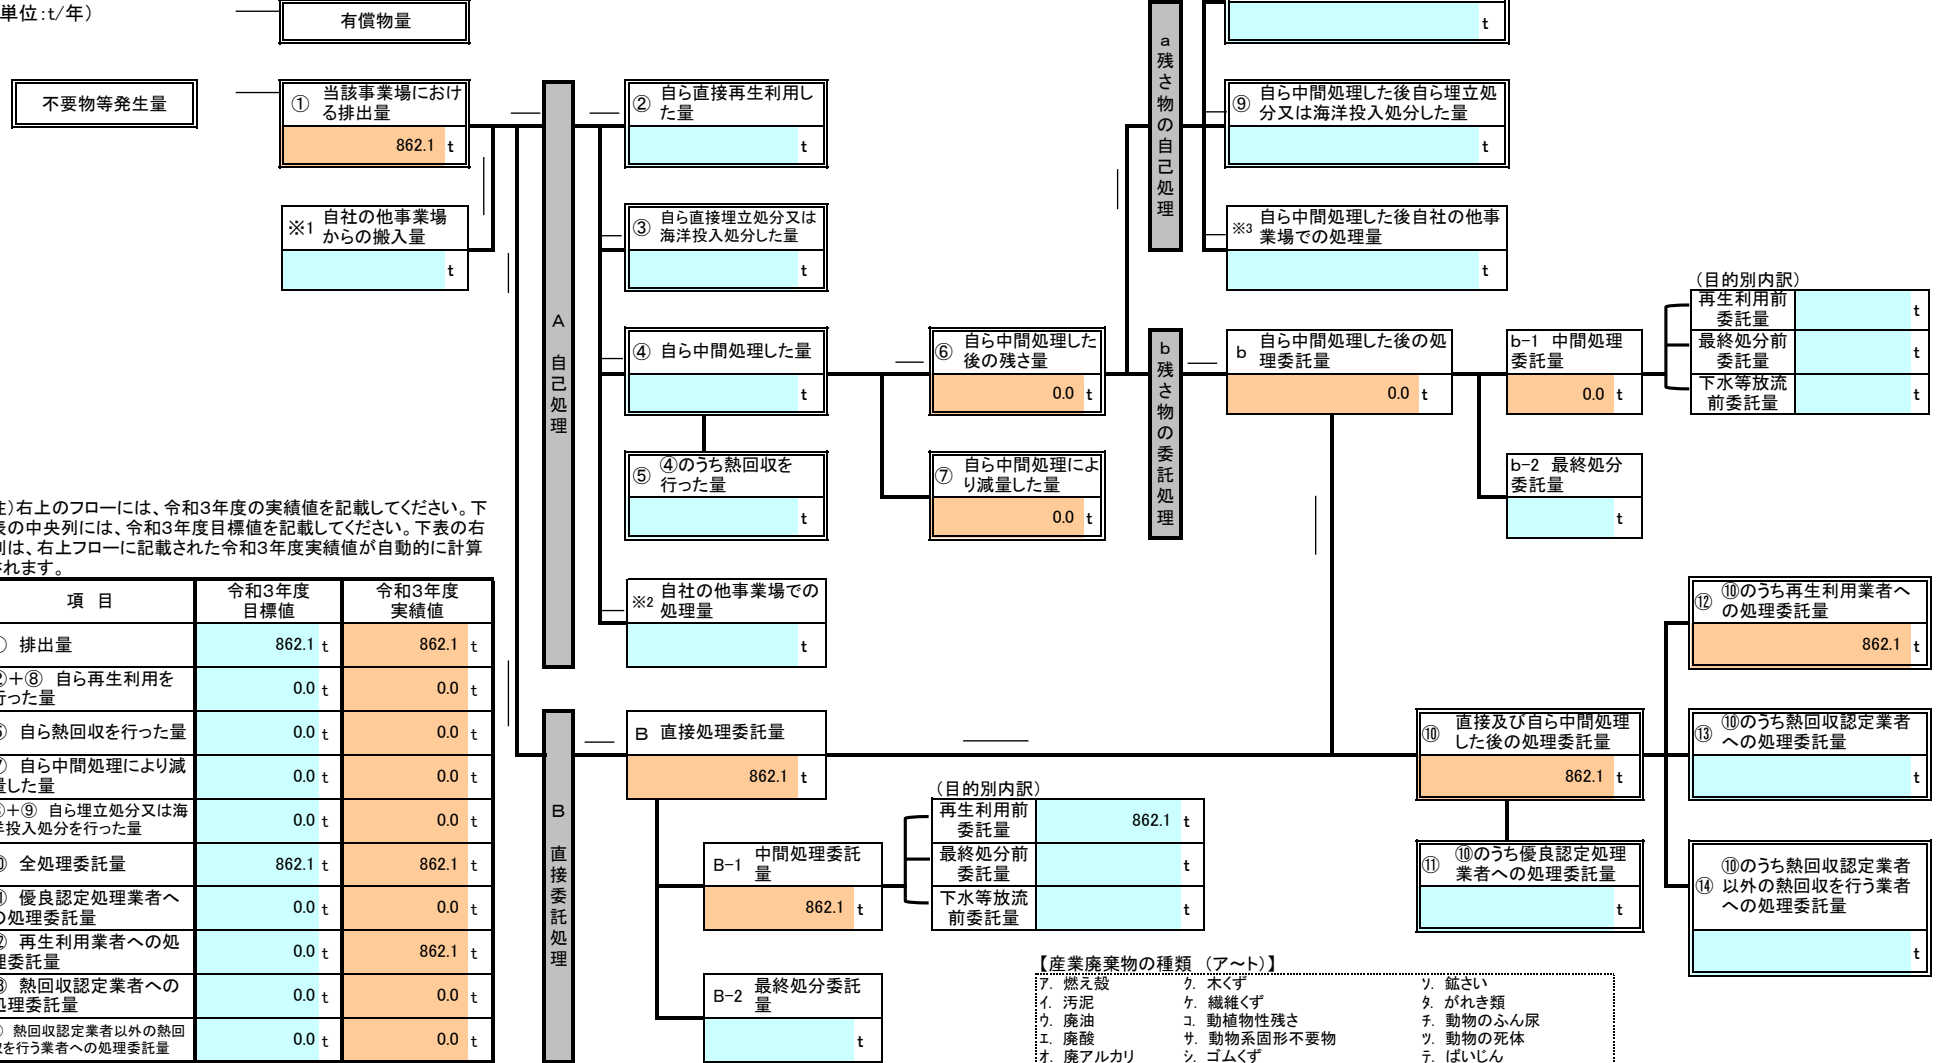 単位:t/年）
有償物量
t
不要物等発生量
① 当該事業場におけ
る排出量
862.1 t
※1 自社の他事業場
からの搬入量
t
A 自己処理
② 自ら直接再生利用し
た量
t
③ 自ら直接埋立処分又は
海洋投入処分した量
t
④ 自ら中間処理した量
t
⑤ ④のうち熱回収を
行った量
t
※2 自社の他事業場での
処理量
t
⑥ 自ら中間処理した
後の残さ量
0.0 t
⑦ 自ら中間処理によ
り減量した量
0.0 t
a 残さ物の自己処理
⑨ 自ら中間処理した後自ら埋立処
分又は海洋投入処分した量
t
※3 自ら中間処理した後自社の他事
業場での処理量
t
b 残さ物の委託処理
b 自ら中間処理した後の処
理委託量
0.0 t
b-1 中間処理
委託量
0.0 t
b-2 最終処分
委託量
t
（目的別内訳）
再生利用前
委託量
t
最終処分前
委託量
t
下水等放流
前委託量
t
注）右上のフローには、令和3年度の実績値を記載してください。下
表の中央列には、令和3年度目標値を記載してください。下表の右
列は、右上フローに記載された令和3年度実績値が自動的に計算
されます。
項 目
令和3年度
目標値
令和3年度
実績値
① 排出量 862.1 t 862.1 t
②+⑧ 自ら再生利用を
行った量 0.0 t 0.0 t
⑤ 自ら熱回収を行った量 0.0 t 0.0 t
⑦ 自ら中間処理により減
量した量 0.0 t 0.0 t
③+⑨ 自ら埋立処分又は海
洋投入処分を行った量 0.0 t 0.0 t
⑩ 全処理委託量 862.1 t 862.1 t
⑪ 優良認定処理業者へ
の処理委託量 0.0 t 0.0 t
⑫ 再生利用業者への処
理委託量 0.0 t 862.1 t
⑬ 熱回収認定業者への
処理委託量 0.0 t 0.0 t
⑭ 熱回収認定業者以外の熱回
収を行う業者への処理委託量 0.0 t 0.0 t
B 直接委託処理
B 直接処理委託量
862.1 t
B-1 中間処理委託
量
862.1 t
B-2 最終処分委託
量
t
（目的別内訳）
再生利用前
委託量
862.1 t
最終処分前
委託量
t
下水等放流
前委託量
t
⑩ 直接及び自ら中間処理
した後の処理委託量
862.1 t
⑪ ⑩のうち優良認定処理
業者への処理委託量
t
⑫ ⑩のうち再生利用業者へ
の処理委託量
862.1 t
⑬ ⑩のうち熱回収認定業者
への処理委託量
t
⑭ ⑩のうち熱回収認定業者
以外の熱回収を行う業者
への処理委託量
t
【産業廃棄物の種類 （ア～ト）】
ア. 燃え殻 ク. 木くず ソ. 鉱さい
イ. 汚泥 ケ. 繊維くず タ. がれき類
ウ. 廃油 コ. 動植物性残さ チ. 動物のふん尿
エ. 廃酸 サ. 動物系固形不要物 ツ. 動物の死体
オ. 廃アルカリ シ. ゴムくず テ. ばいじん